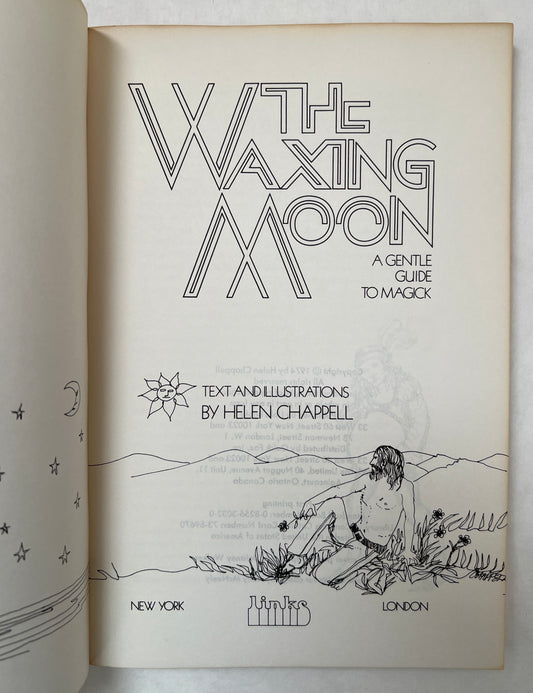 THE
WAXING
MOON
A GENTLE
GUIDE
TO MAGICK
TEXT AND ILLUSTRATIONS
BY HELEN CHAPPELL
NEW YORK
links
LONDON